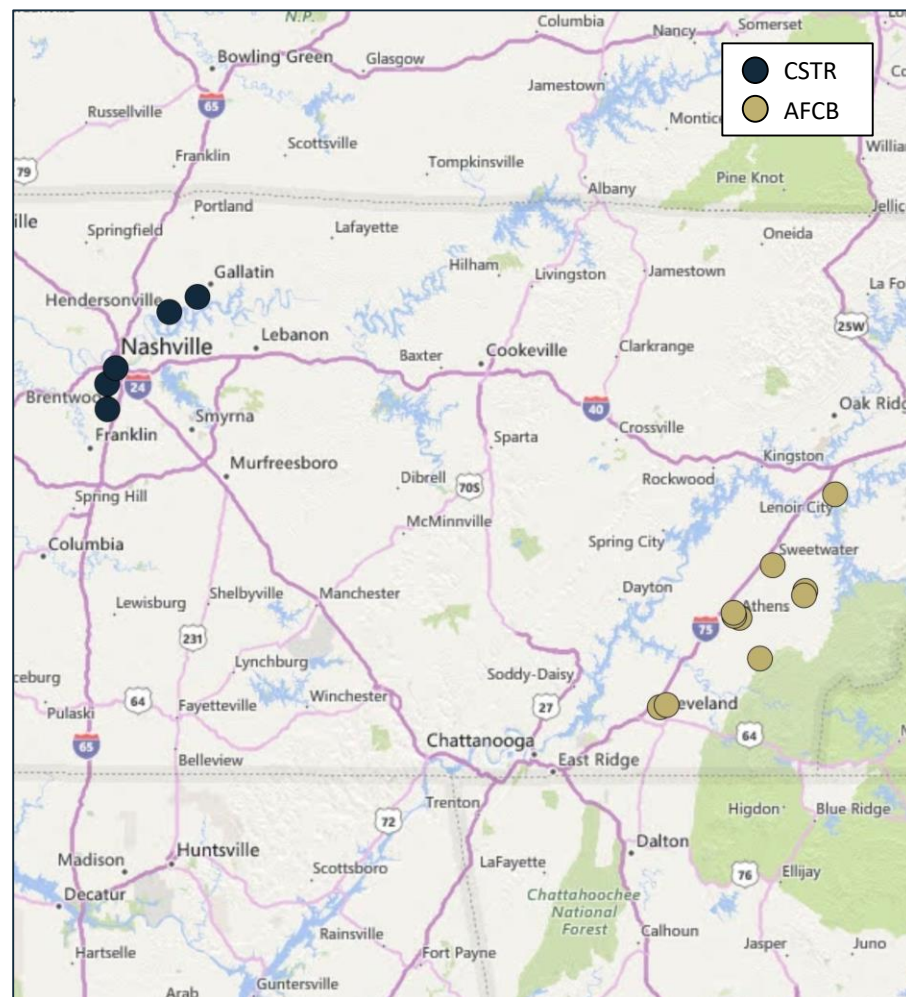 N.P.
Columbia
Somerset
Nancy
Bowling Green
Glasgow
CSTR
Jamestown
AFCB
65
Russellville
Franklin
Scottsville
79
Tompkinsville
Pine Knot
Albany
Portland
Springfield
Lafayette
Oneida
Gallatin
Hilham
Livingston
Jamestown
Hendersonville
25W
Lebanon
Nashville
Baxter
Cookeville
Clarkrange
24
40
Smyrna
Oak Ridg
Franklin
Crossville
Sparta
Murfreesboro
Kingston
Dibrell
70S
Rockwood
Spring Hill
Lenoir City
McMinnville
Spring City
Columbia
Sweetwater
Dayton
Manchester
Shelbyville
Lewisburg
Athens
75
231
Lynchburg
Soddy-Daisy
64
Winchester
27
Pulaski
Fayetteville
eveland
64
65
Chattanooga
Belleview
East Ridge
Trenton
Higdon
Blue Ridge
72
Huntsville
Dalton
Madison
LaFayette
Scottsboro
76
Ellijay
Decatur
Chattahoochee
National
Forest
Rainsville
Calhoun
Hartselle
Fort Payne
Jasper
Juno
Guntersville
Arab